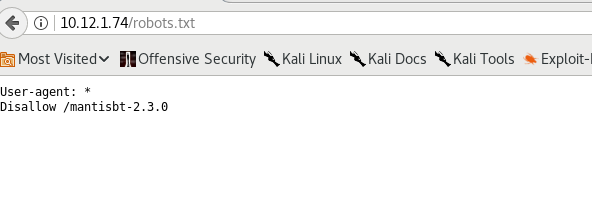 10.12.1.74/robots.txt
Most Visited Offensive Security Kali Linux Kali Docs Kali Tools Exploit-
User-agent: *
Disallow /mantisbt-2.3.0